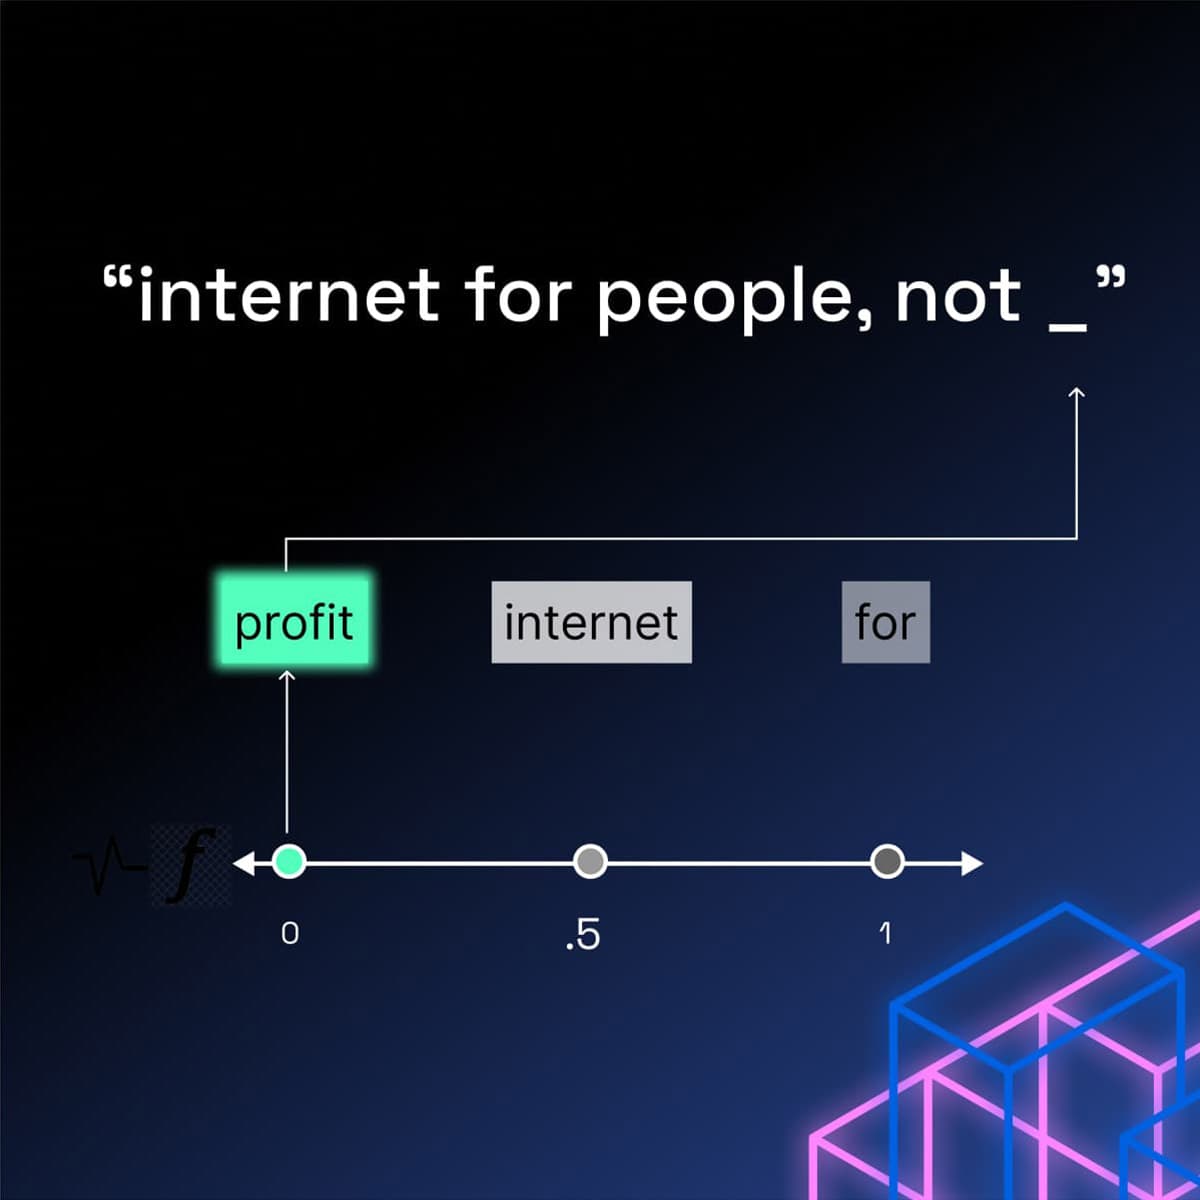 “internet for people, not _”
profit internet for
f
0 .5 1